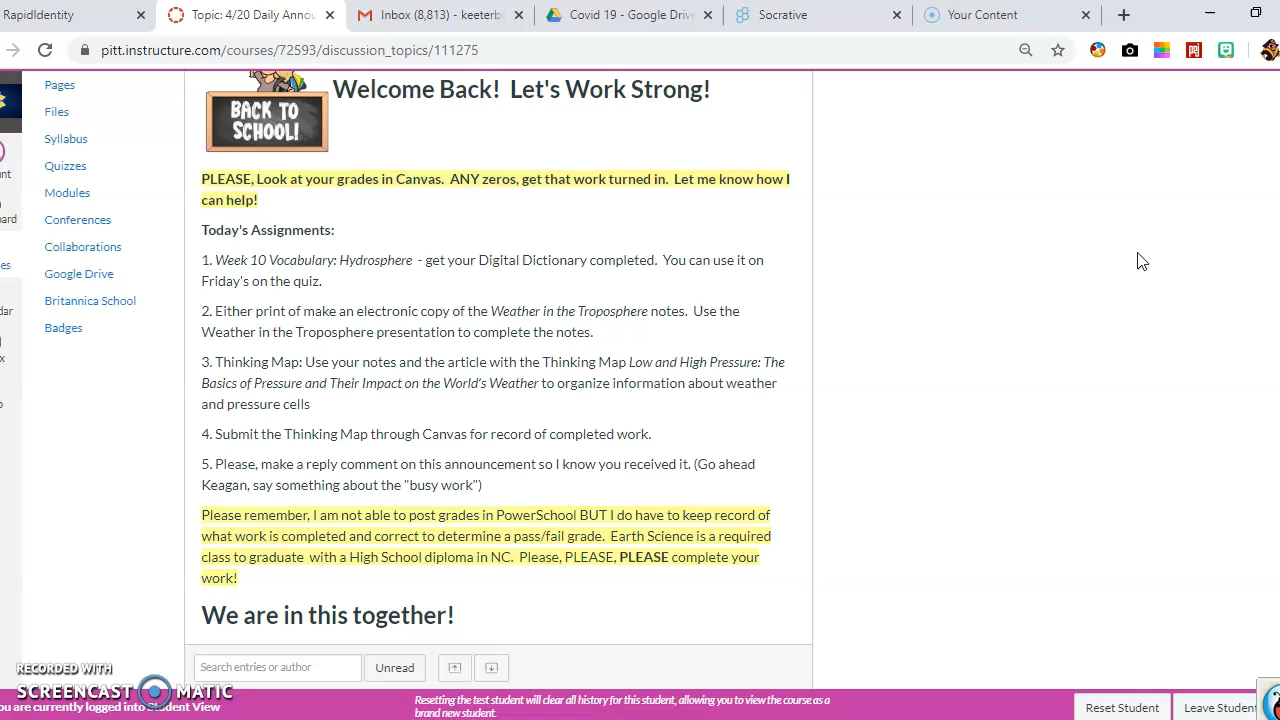 RapidIdentity
Topic: 4/20 Daily Annou
Inbox (8,813) - keeterb
Covid 19 - Google Drive
Socrative
Your Content
pitt.instructure.com/courses/72593/discussion_topics/111275
Pages
Files
Syllabus
Quizzes
Modules
Conferences
Collaborations
Google Drive
Britannica School
Badges
BACK TO
SCHOOL!
Welcome Back! Let's Work Strong!
PLEASE, Look at your grades in Canvas. ANY zeros, get that work turned in. Let me know how I
can help!
Today's Assignments:
1. Week 10 Vocabulary: Hydrosphere - get your Digital Dictionary completed. You can use it on
Friday's on the quiz.
2. Either print of make an electronic copy of the Weather in the Troposphere notes. Use the
Weather in the Troposphere presentation to complete the notes.
3. Thinking Map: Use your notes and the article with the Thinking Map Low and High Pressure: The
Basics of Pressure and Their Impact on the World's Weather to organize information about weather
and pressure cells
4. Submit the Thinking Map through Canvas for record of completed work.
5. Please, make a reply comment on this announcement so I know you received it. (Go ahead
Keagan, say something about the "busy work")
Please remember, I am not able to post grades in PowerSchool BUT I do have to keep record of
what work is completed and correct to determine a pass/fail grade. Earth Science is a required
class to graduate with a High School diploma in NC. Please, PLEASE, PLEASE complete your
work!
We are in this together!
Search entries or author
Unread
RECORDED WITH
SCREENCAST MATIC
ou are currently logged into Student View
Resetting the test student will clear all history for this student, allowing you to view the course as a
brand new student.
Reset Student
Leave Student